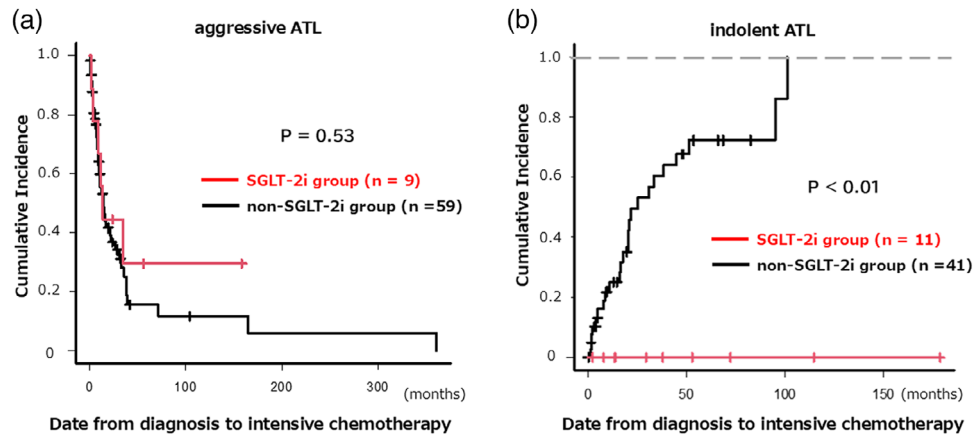 (a)
aggressive ATL
Cumulative Incidence
1.0
0.8
0.6
0.4
0.2
0
P = 0.53
SGLT-2i group (n = 9)
non-SGLT-2i group (n =59)
0 100 200 300 (months)
Date from diagnosis to intensive chemotherapy
(b)
indolent ATL
Cumulative Incidence
1.0
0.8
0.6
0.4
0.2
0
P < 0.01
SGLT-2i group (n = 11)
non-SGLT-2i group (n =41)
0 50 100 150 (months)
Date from diagnosis to intensive chemotherapy